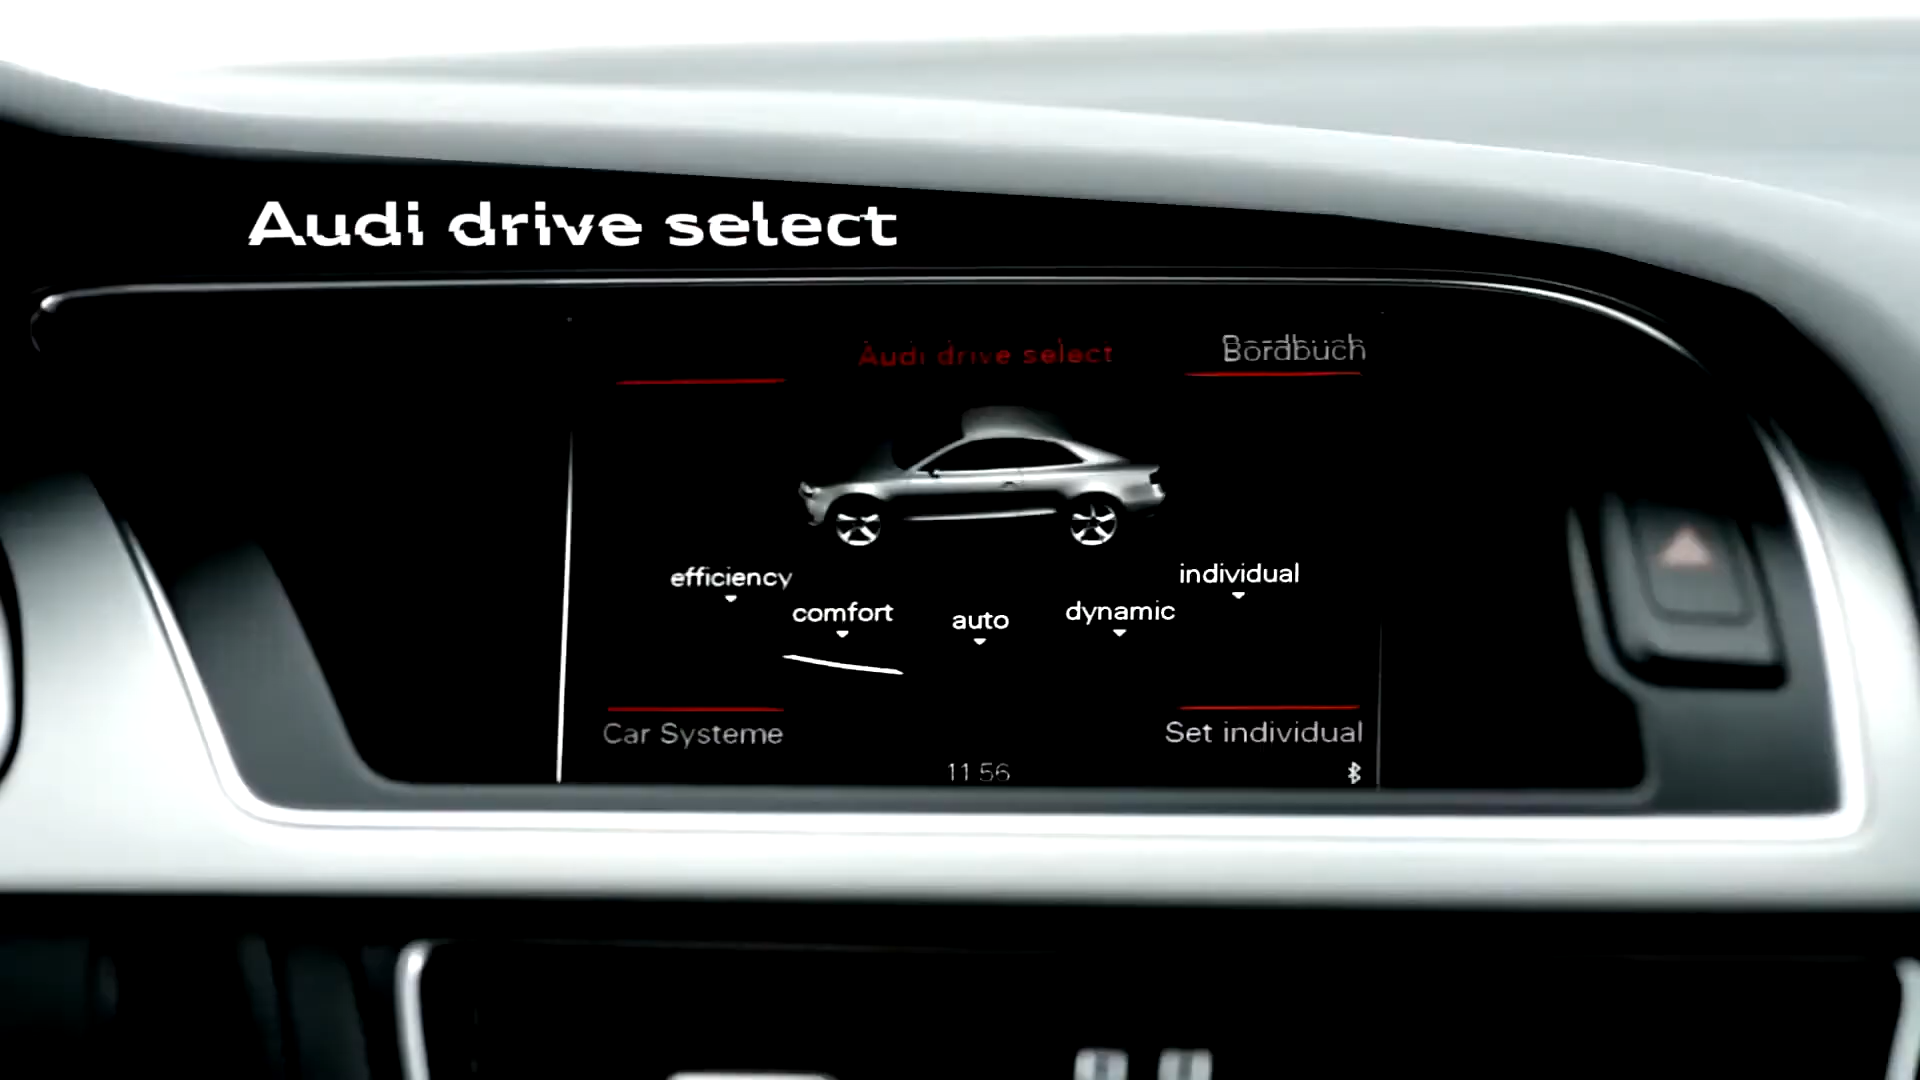 Audi drive select
Audi drive select
Bordbuch
efficiency
individual
comfort
auto
dynamic
Car Systeme
Set individual
11 56